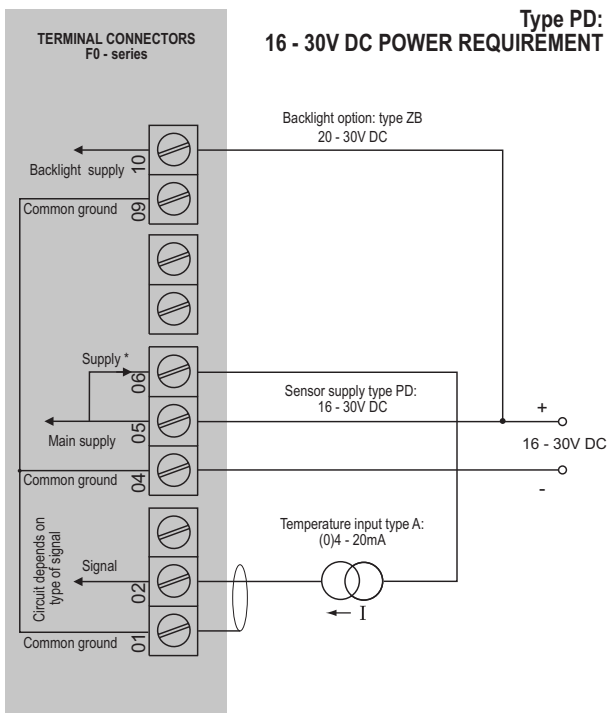 Type PD:
16 - 30V DC POWER REQUIREMENT
TERMINAL CONNECTORS
F0 - series
Backlight option: type ZB
20 - 30V DC
10
Backlight supply
Common ground
09
Supply *
06
Sensor supply type PD:
16 - 30V DC
+
05
Main supply
16 - 30V DC
04
Common ground
-
Circuit depends on
type of signal
Temperature input type A:
(0)4 - 20mA
Signal
02
I
01
Common ground